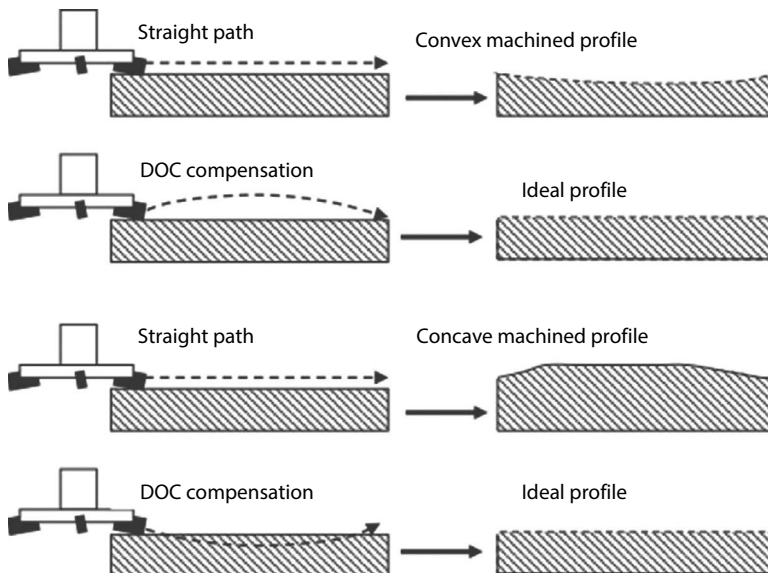 Straight path
Convex machined profile
DOC compensation
Ideal profile
Straight path
Concave machined profile
DOC compensation
Ideal profile